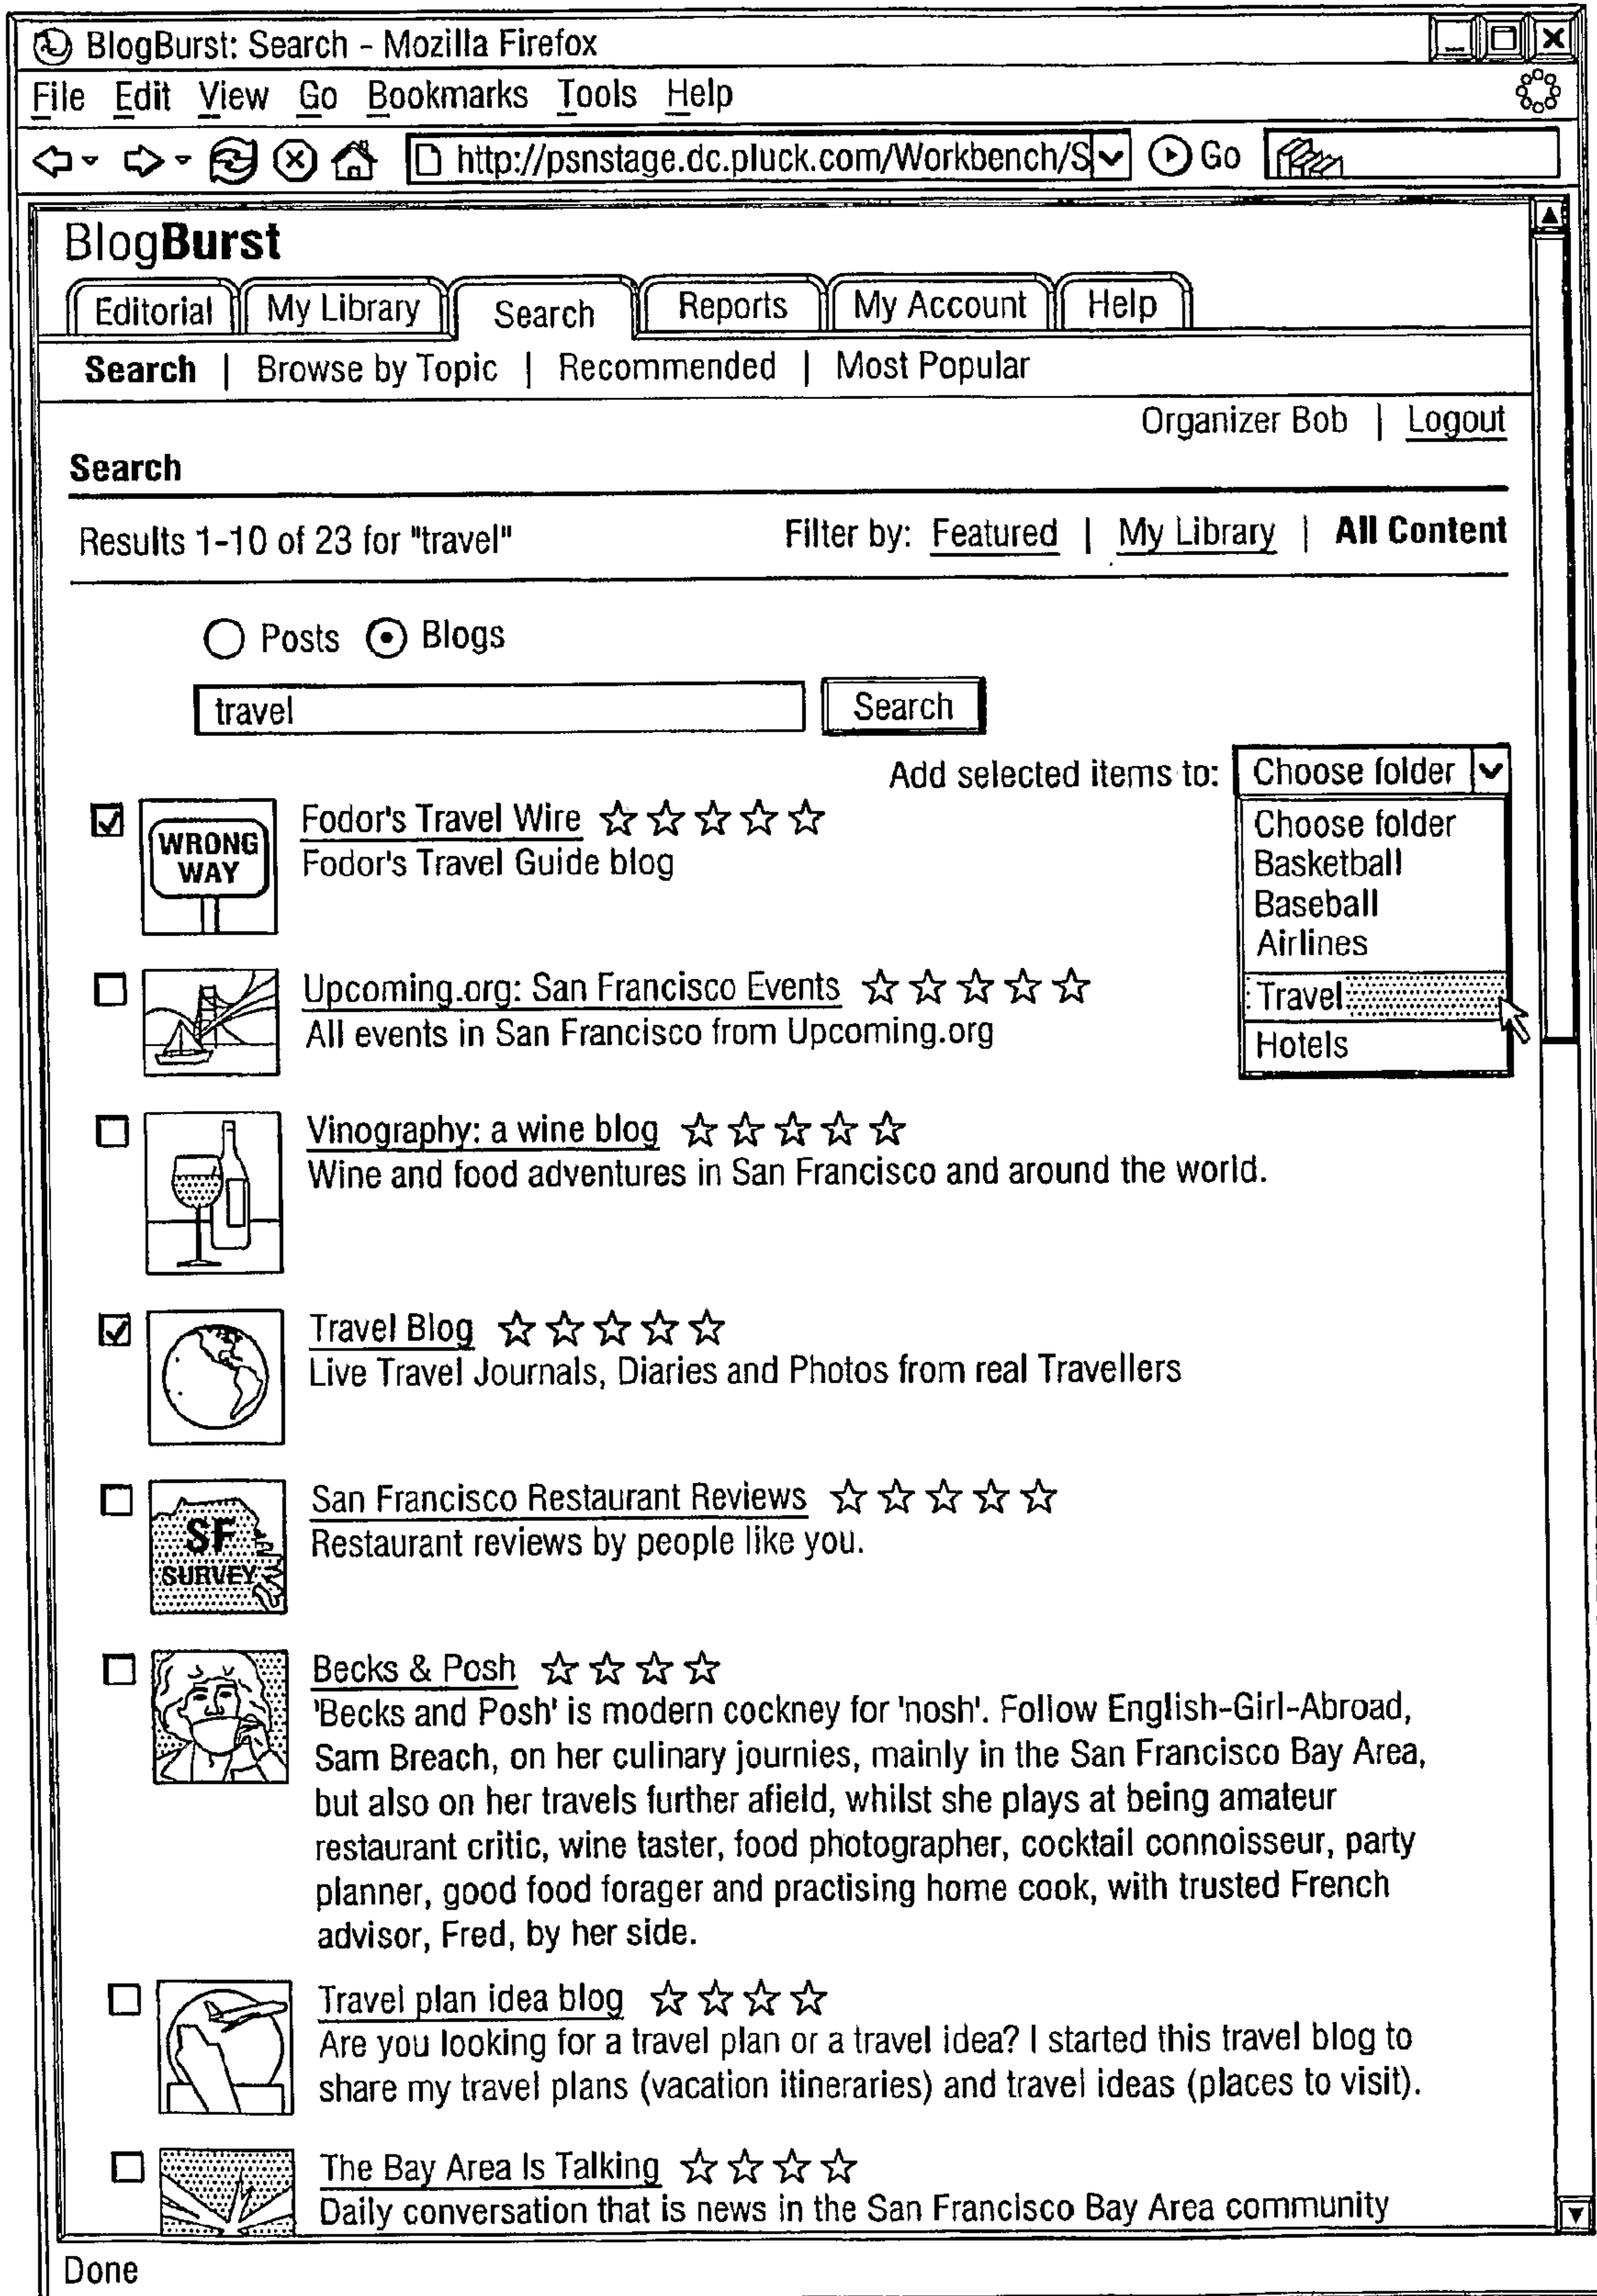 BlogBurst: Search - Mozilla Firefox
File Edit View Go Bookmarks Tools Help
http://psnstage.dc.pluck.com/Workbench/S Go
BlogBurst
Editorial My Library Search Reports My Account Help
Search | Browse by Topic | Recommended | Most Popular
Organizer Bob | Logout
Search
Results 1-10 of 23 for "travel" Filter by: Featured | My Library | All Content
Posts Blogs
travel Search
Add selected items to: Choose folder
Choose folder
Basketball
Baseball
Airlines
Travel
Hotels
WRONG
WAY
Fodor's Travel Wire ☆☆☆☆☆
Fodor's Travel Guide blog
Upcoming.org: San Francisco Events ☆☆☆☆☆
All events in San Francisco from Upcoming.org
Vinography: a wine blog ☆☆☆☆☆
Wine and food adventures in San Francisco and around the world.
Travel Blog ☆☆☆☆☆
Live Travel Journals, Diaries and Photos from real Travellers
SF
SURVEY
San Francisco Restaurant Reviews ☆☆☆☆☆
Restaurant reviews by people like you.
Becks & Posh ☆☆☆☆
'Becks and Posh' is modern cockney for 'nosh'. Follow English-Girl-Abroad,
Sam Breach, on her culinary journies, mainly in the San Francisco Bay Area,
but also on her travels further afield, whilst she plays at being amateur
restaurant critic, wine taster, food photographer, cocktail connoisseur, party
planner, good food forager and practising home cook, with trusted French
advisor, Fred, by her side.
Travel plan idea blog ☆☆☆☆
Are you looking for a travel plan or a travel idea? I started this travel blog to
share my travel plans (vacation itineraries) and travel ideas (places to visit).
The Bay Area Is Talking ☆☆☆☆
Daily conversation that is news in the San Francisco Bay Area community
Done